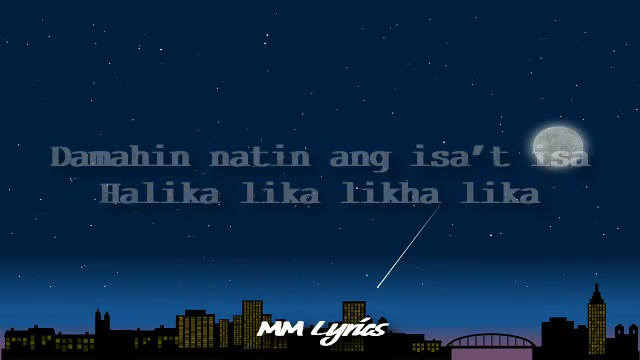 Damahin natin ang isa't isa
Halika lika likha lika
MM Lyrics